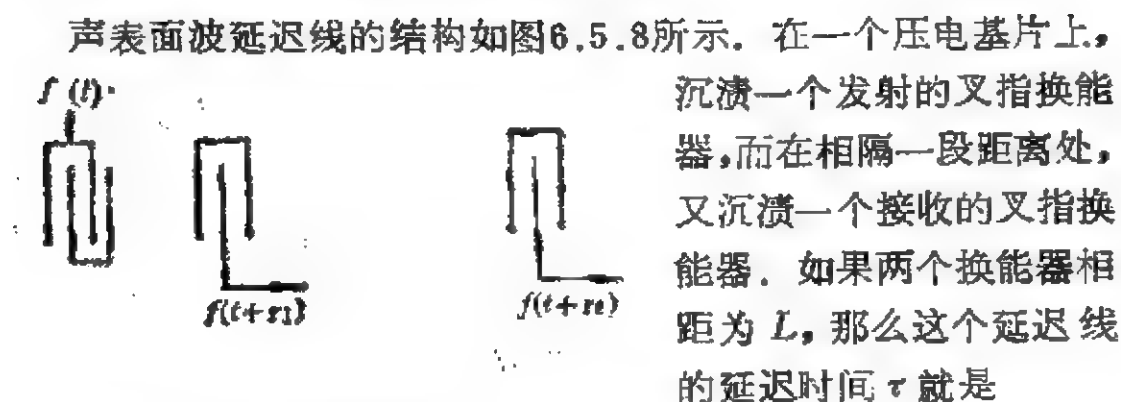 声表面波延迟线的结构如图6.5.8所示. 在一个压电基片上,
沉渍一个发射的叉指换能
器,而在相隔一段距离处,
又沉渍一个接收的叉指换
能器. 如果两个换能器相
距为 L, 那么这个延迟线
的延迟时间 τ 就是
f (t)
f(t+τ1)
f(t+τt)